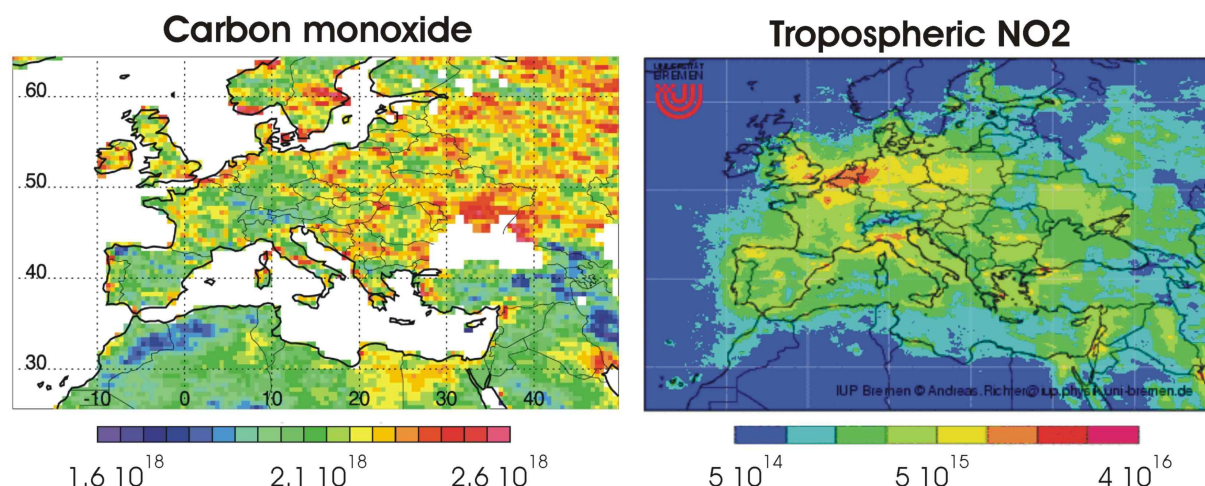 Carbon monoxide
Tropospheric NO2
UNIVERSITÄT
BREMEN
60
50
40
30
-10 0 10 20 30 40
IUP Bremen © Andreas.Richter@iup.physik.uni-bremen.de
1.6 10^18 2.1 10^18 2.6 10^18
5 10^14 5 10^15 4 10^16